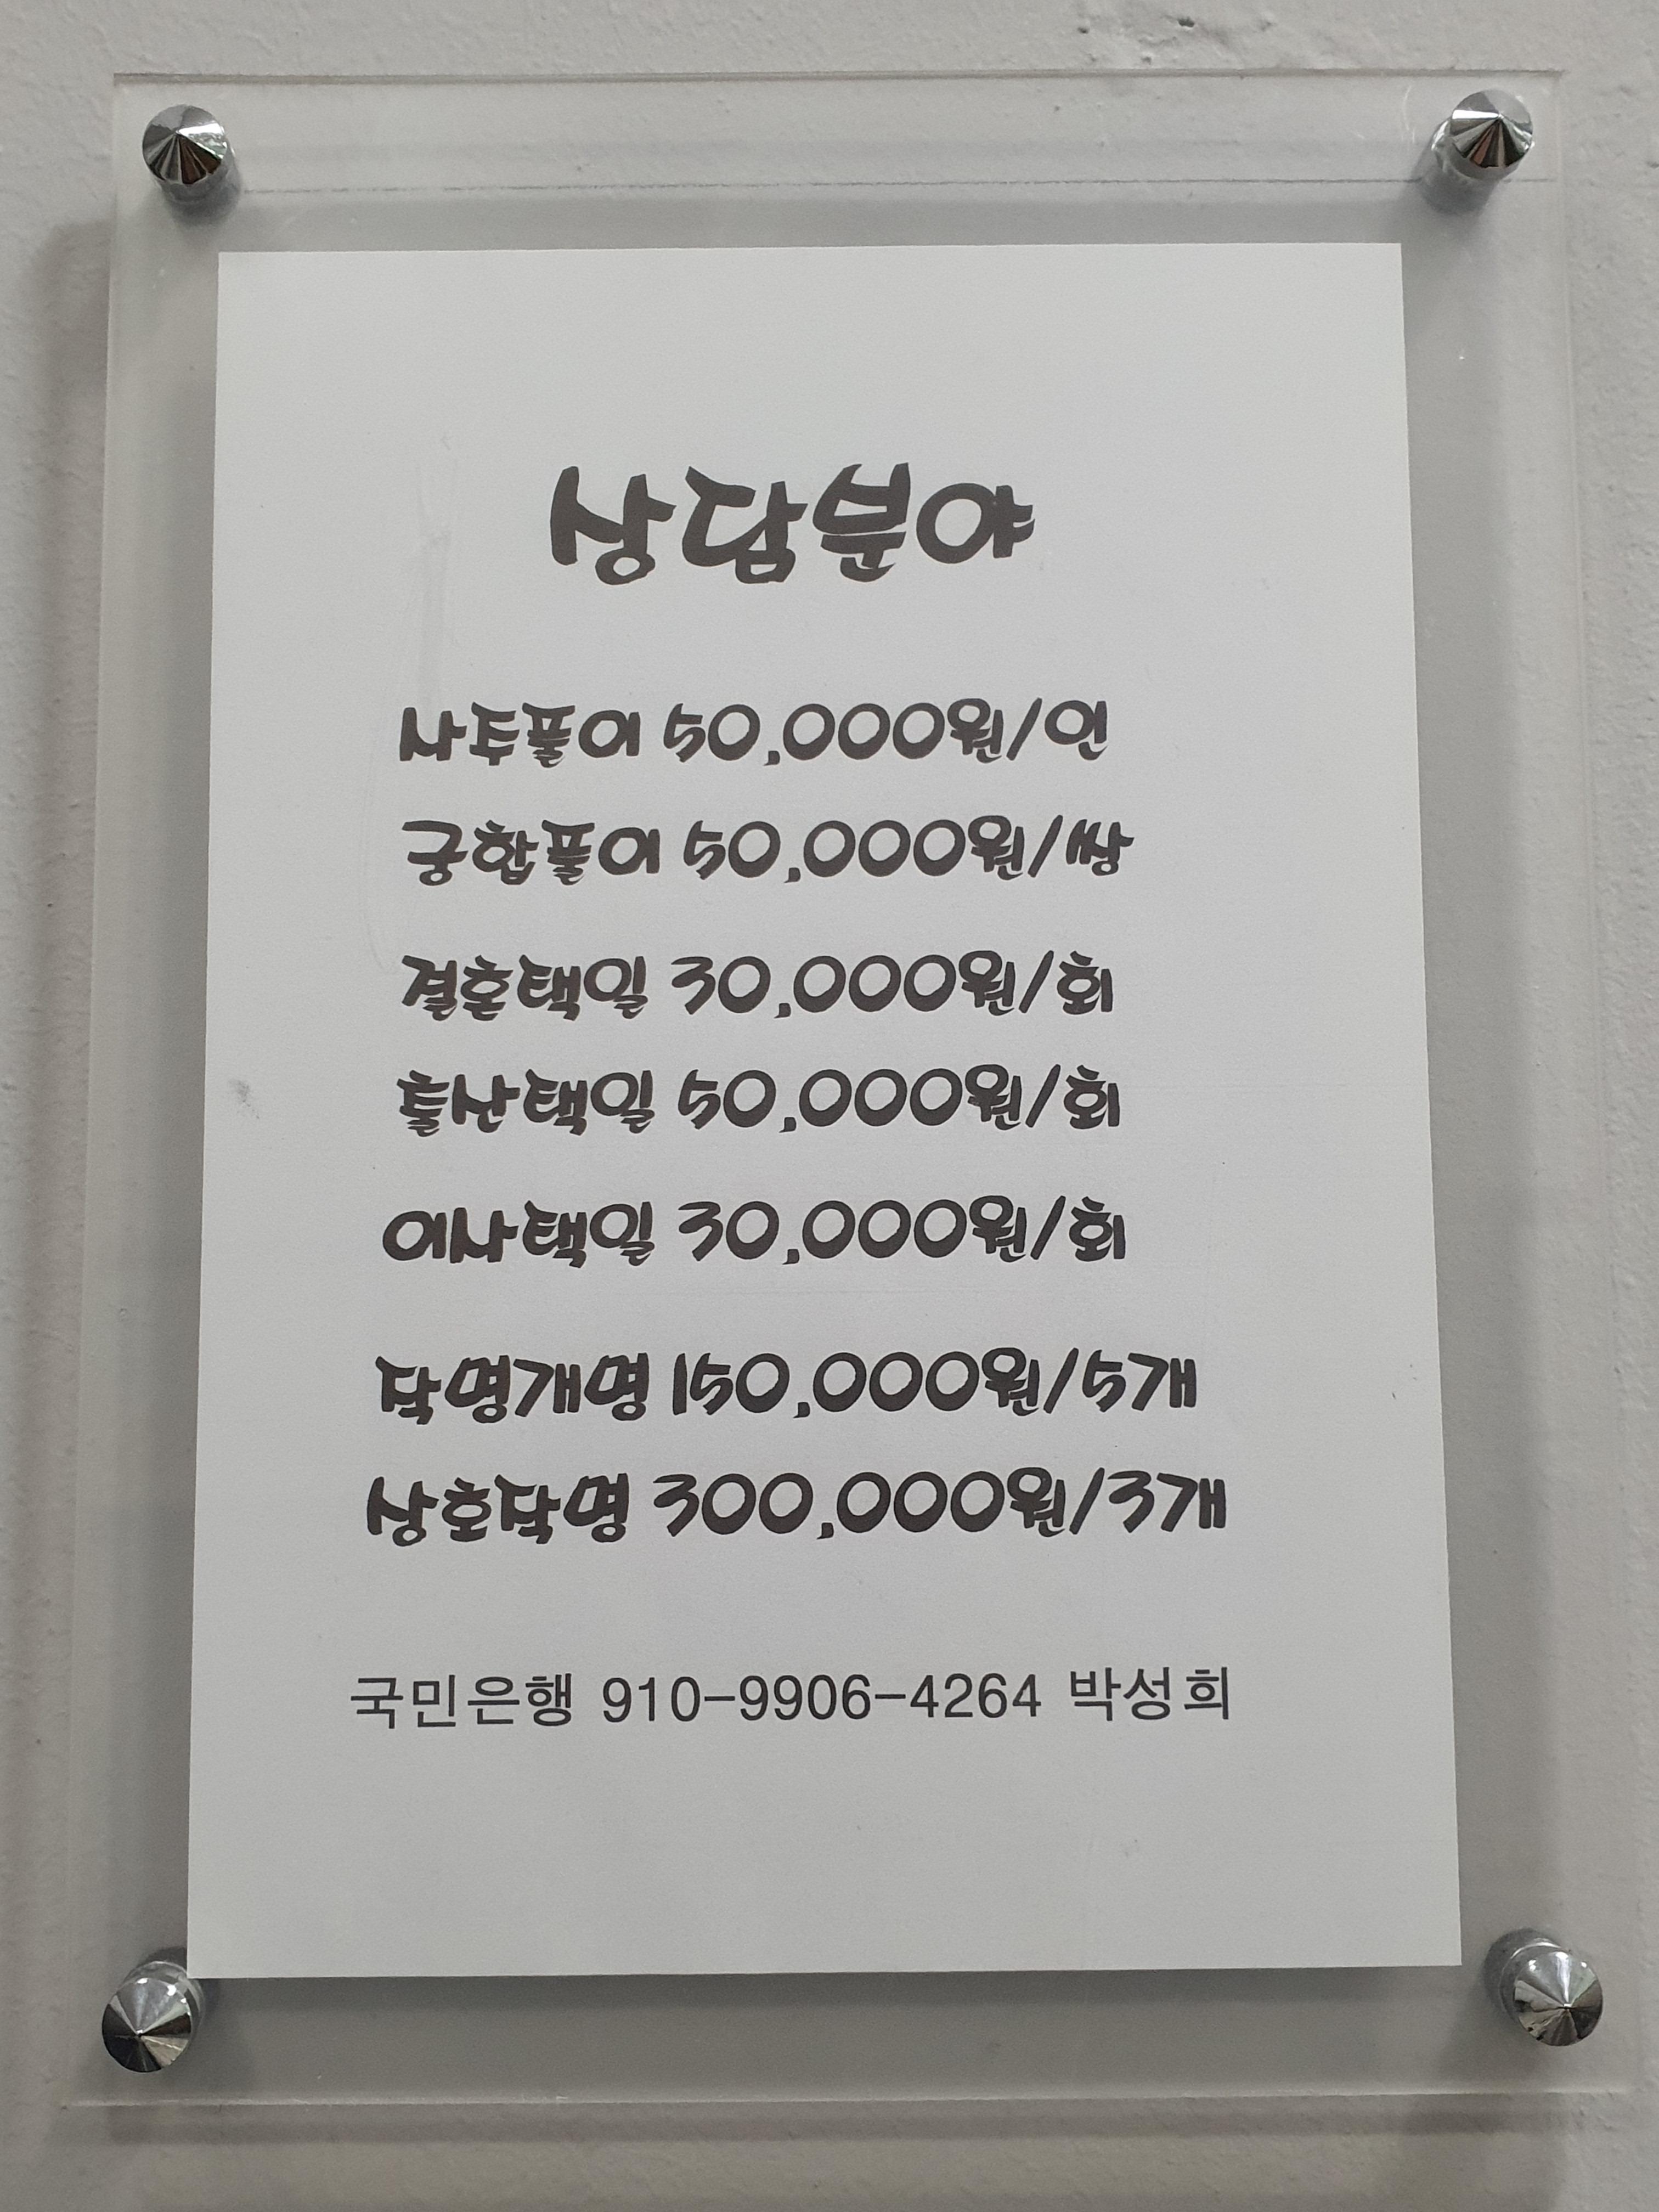 상담분야
사주풀이 50,000원/인
궁합풀이 50,000원/쌍
결혼택일 30,000원/회
출산택일 50,000원/회
이사택일 30,000원/회
작명개명 150,000원/5개
상호작명 300,000원/3개
국민은행 910-9906-4264 박성희